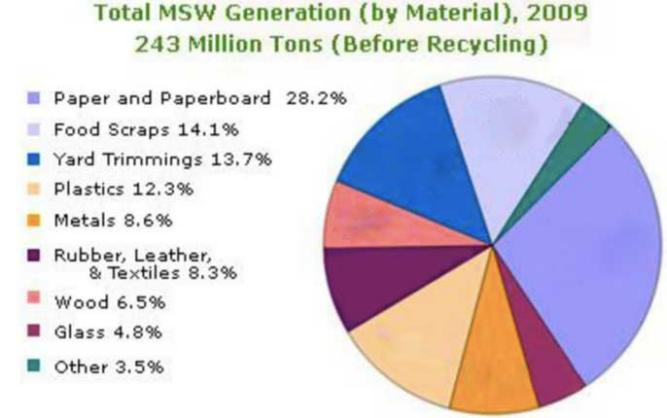 Total MSW Generation (by Material), 2009
243 Million Tons (Before Recycling)
Paper and Paperboard 28.2%
Food Scraps 14.1%
Yard Trimmings 13.7%
Plastics 12.3%
Metals 8.6%
Rubber, Leather,
& Textiles 8.3%
Wood 6.5%
Glass 4.8%
Other 3.5%